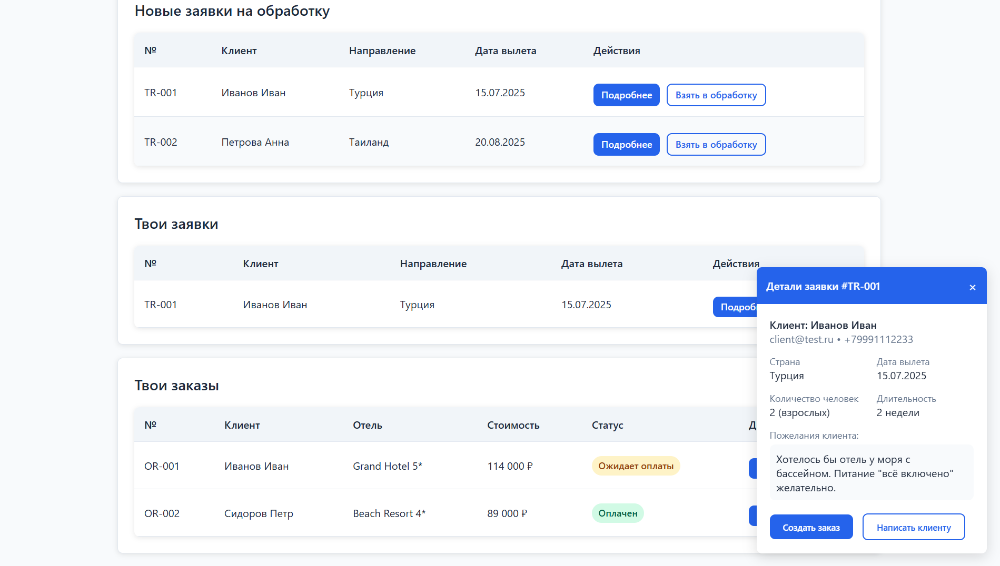 Новые заявки на обработку
№ Клиент Направление Дата вылета Действия
TR-001 Иванов Иван Турция 15.07.2025 Подробнее Взять в обработку
TR-002 Петрова Анна Таиланд 20.08.2025 Подробнее Взять в обработку
Твои заявки
№ Клиент Направление Дата вылета Действия
TR-001 Иванов Иван Турция 15.07.2025 Подроб
Твои заказы
№ Клиент Отель Стоимость Статус Д
OR-001 Иванов Иван Grand Hotel 5* 114 000 ₽ Ожидает оплаты
OR-002 Сидоров Петр Beach Resort 4* 89 000 ₽ Оплачен
Детали заявки #TR-001 ×
Клиент: Иванов Иван
client@test.ru • +79991112233
Страна Дата вылета
Турция 15.07.2025
Количество человек Длительность
2 (взрослых) 2 недели
Пожелания клиента:
Хотелось бы отель у моря с
бассейном. Питание "всё включено"
желательно.
Создать заказ Написать клиенту